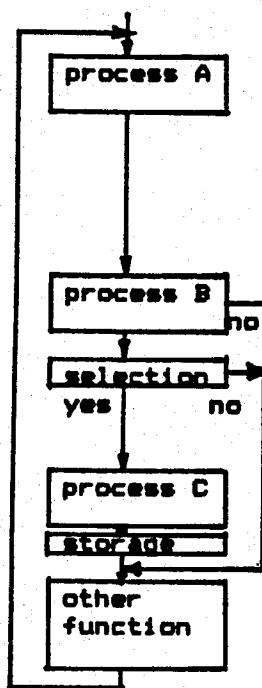 process A
process B
no
selection
yes no
process C
storage
other
function